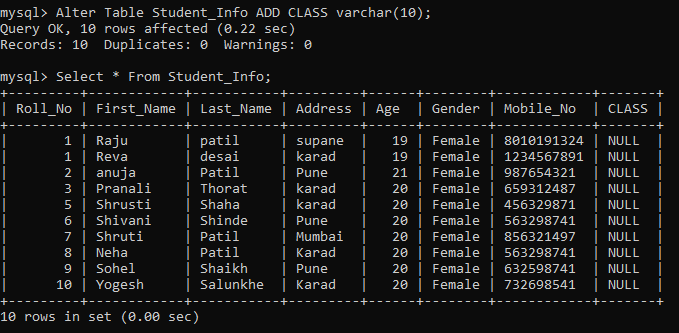 mysql> Alter Table Student_Info ADD CLASS varchar(10);
Query OK, 10 rows affected (0.22 sec)
Records: 10  Duplicates: 0  Warnings: 0

mysql> Select * From Student_Info;
+---------+------------+-----------+---------+------+--------+------------+-------+
| Roll_No | First_Name | Last_Name | Address | Age  | Gender | Mobile_No  | CLASS |
+---------+------------+-----------+---------+------+--------+------------+-------+
|       1 | Raju       | patil     | supane  |   19 | Female | 8010191324 | NULL  |
|       1 | Reva       | desai     | karad   |   19 | Female | 1234567891 | NULL  |
|       2 | anuja      | Patil     | Pune    |   21 | Female | 987654321  | NULL  |
|       3 | Pranali    | Thorat    | karad   |   20 | Female | 659312487  | NULL  |
|       5 | Shrusti    | Shaha     | karad   |   20 | Female | 456329871  | NULL  |
|       6 | Shivani    | Shinde    | Pune    |   20 | Female | 563298741  | NULL  |
|       7 | Shruti     | Patil     | Mumbai  |   20 | Female | 856321497  | NULL  |
|       8 | Neha       | Patil     | Karad   |   20 | Female | 563298741  | NULL  |
|       9 | Sohel      | Shaikh    | Pune    |   20 | Female | 632598741  | NULL  |
|      10 | Yogesh     | Salunkhe  | Karad   |   20 | Female | 732698541  | NULL  |
+---------+------------+-----------+---------+------+--------+------------+-------+
10 rows in set (0.00 sec)